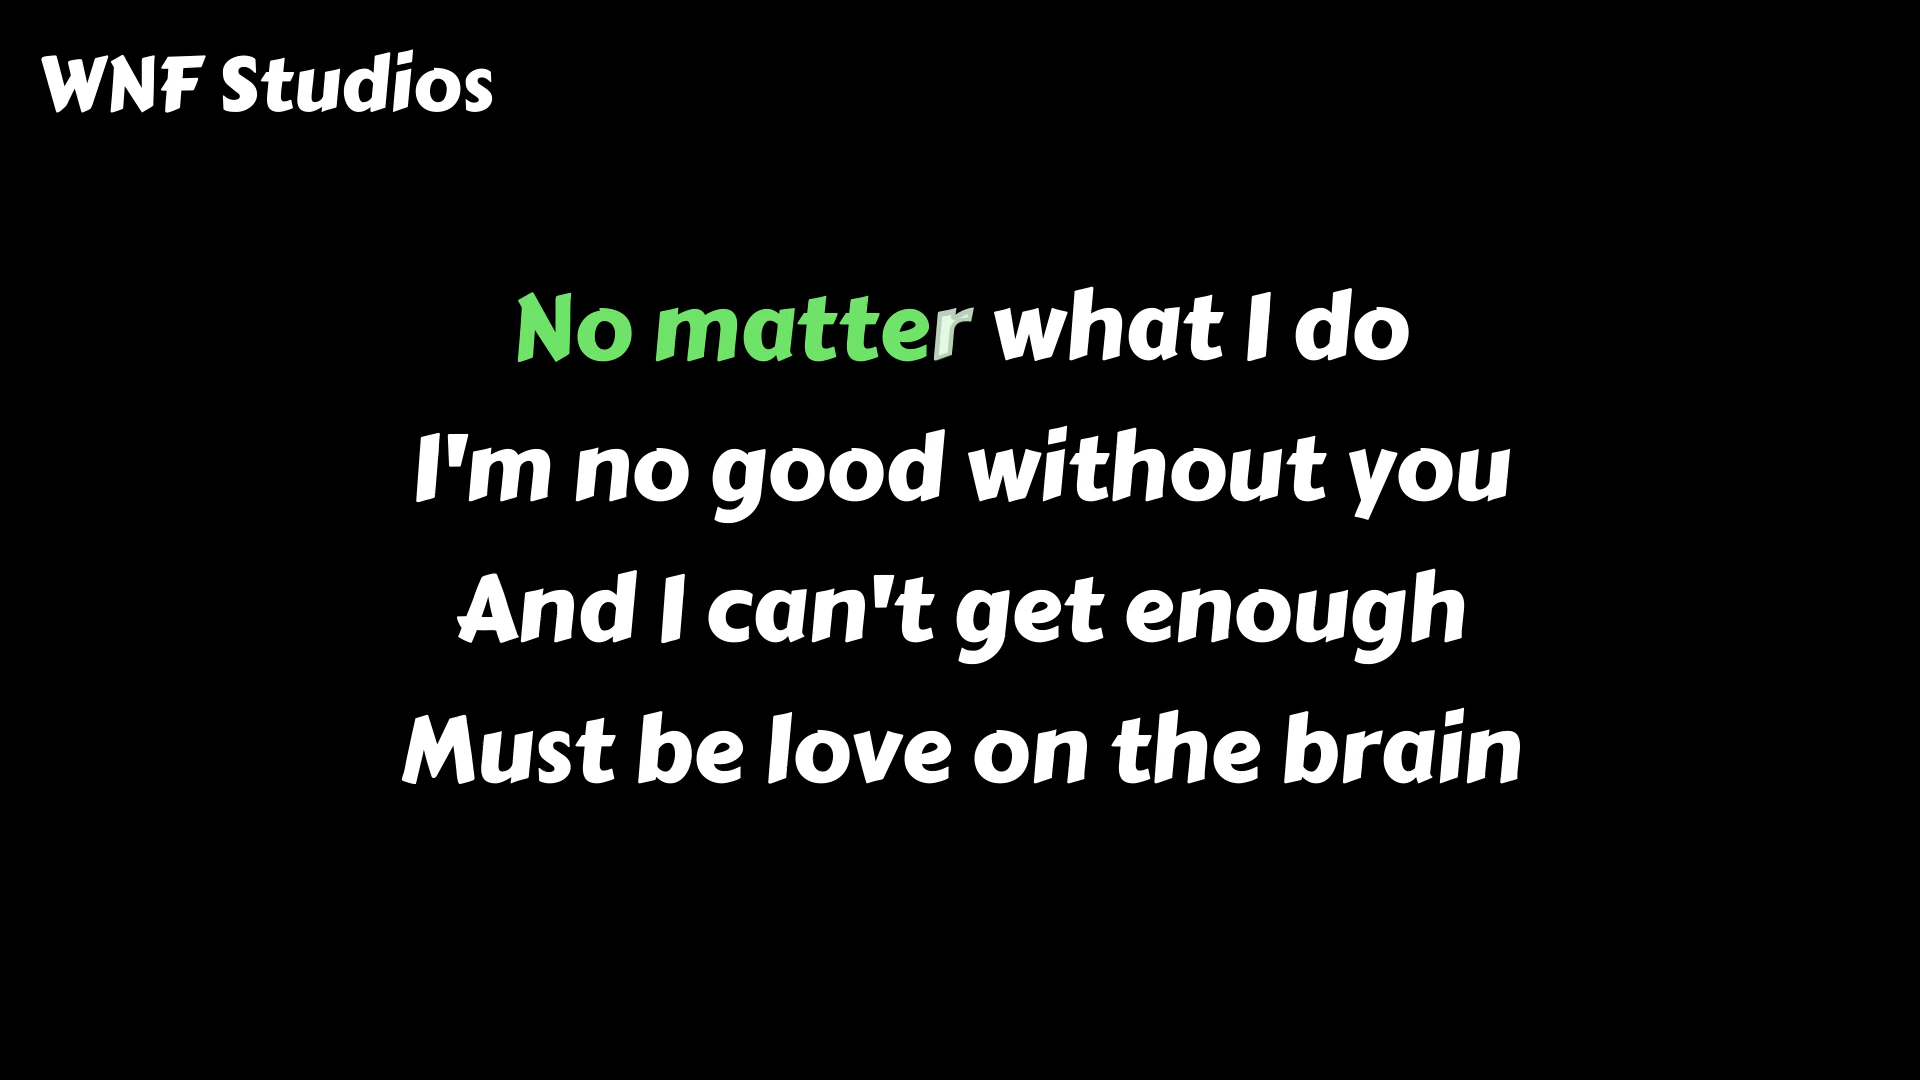 WNF Studios
No matter what I do
I'm no good without you
And I can't get enough
Must be love on the brain